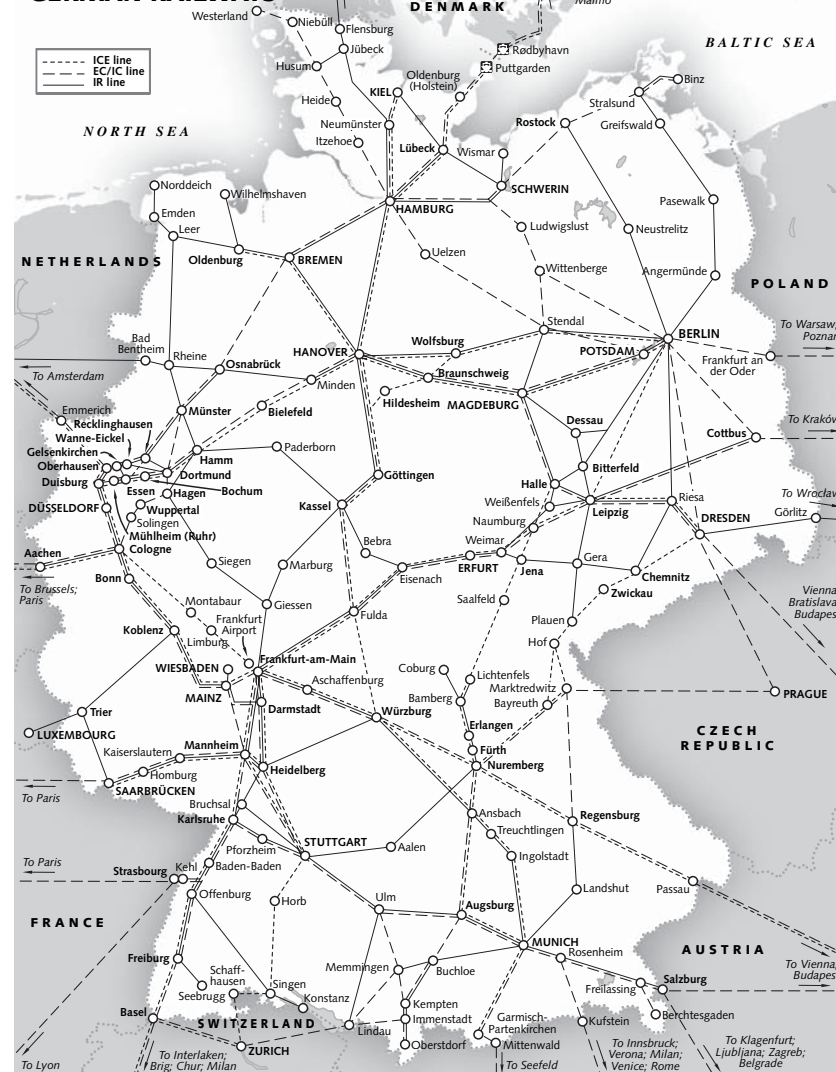 DENMARK
Malmö
Westerland
Niebüll
Flensburg
Jübeck
Husum
Rødbyhavn
Puttgarden
BALTIC SEA
ICE line
EC/IC line
IR line
Oldenburg
(Holstein)
KIEL
Binz
Stralsund
Heide
NORTH SEA
Neumünster
Rostock
Greifswald
Itzehoe
Lübeck
Wismar
Norddeich
Wilhelmshaven
SCHWERIN
HAMBURG
Pasewalk
Emden
Leer
Ludwigslust
Neustrelitz
NETHERLANDS
Oldenburg
BREMEN
Uelzen
Wittenberge
Angermünde
POLAND
Stendal
BERLIN
To Warsaw,
Poznar
Bad
Bentheim
Rheine
HANOVER
Wolfsburg
POTSDAM
Frankfurt an
der Oder
To Amsterdam
Osnabrück
Minden
Braunschweig
Hildesheim
MAGDEBURG
Emmerich
Recklinghausen
Münster
Bielefeld
Dessau
To Kraków
Wanne-Eickel
Gelsenkirchen
Oberhausen
Duisburg
Hamm
Paderborn
Cottbus
Dortmund
Göttingen
Bitterfeld
Essen
Hagen
Bochum
Halle
DÜSSELDORF
Wuppertal
Solingen
Kassel
Weißenfels
Leipzig
Riesa
To Wrocław
Görlitz
Mühlheim (Ruhr)
Naumburg
DRESDEN
Aachen
Cologne
Bebra
Weimar
Siegen
Marburg
Eisenach
ERFURT
Jena
Gera
Chemnitz
To Brussels;
Paris
Bonn
Zwickau
Vienna
Bratislava
Budapes
Montabaur
Giessen
Saalfeld
Plauen
Koblenz
Limburg
Frankfurt
Airport
Fulda
Hof
WIESBADEN
Frankfurt-am-Main
Coburg
Lichtenfels
Aschaffenburg
Marktredwitz
PRAGUE
MAINZ
Bamberg
Bayreuth
Trier
Darmstadt
Würzburg
LUXEMBOURG
Erlangen
CZECH
REPUBLIC
Kaiserslautern
Mannheim
Fürth
Homburg
Heidelberg
Nuremberg
SAARBRÜCKEN
To Paris
Bruchsal
Karlsruhe
Ansbach
Regensburg
Treuchtlingen
STUTTGART
Aalen
Pforzheim
Ingolstadt
To Paris
Kehl
Baden-Baden
Strasbourg
Offenburg
Landshut
Passau
Horb
Ulm
Augsburg
FRANCE
MUNICH
Rosenheim
AUSTRIA
Freiburg
Memmingen
Buchloe
Schaff-
hausen
To Vienna,
Budapes
Seebrugg
Singen
Freilassing
Salzburg
Konstanz
Kempten
Basel
SWITZERLAND
Immenstadt
Garmisch-
Partenkirchen
Berchtesgaden
Lindau
Kufstein
ZURICH
Oberstdorf
Mittenwald
To Lyon
To Interlaken;
Brig; Chur; Milan
To Seefeld
To Innsbruck;
Verona; Milan;
Venice; Rome
To Klagenfurt;
Ljubljana; Zagreb;
Belgrade